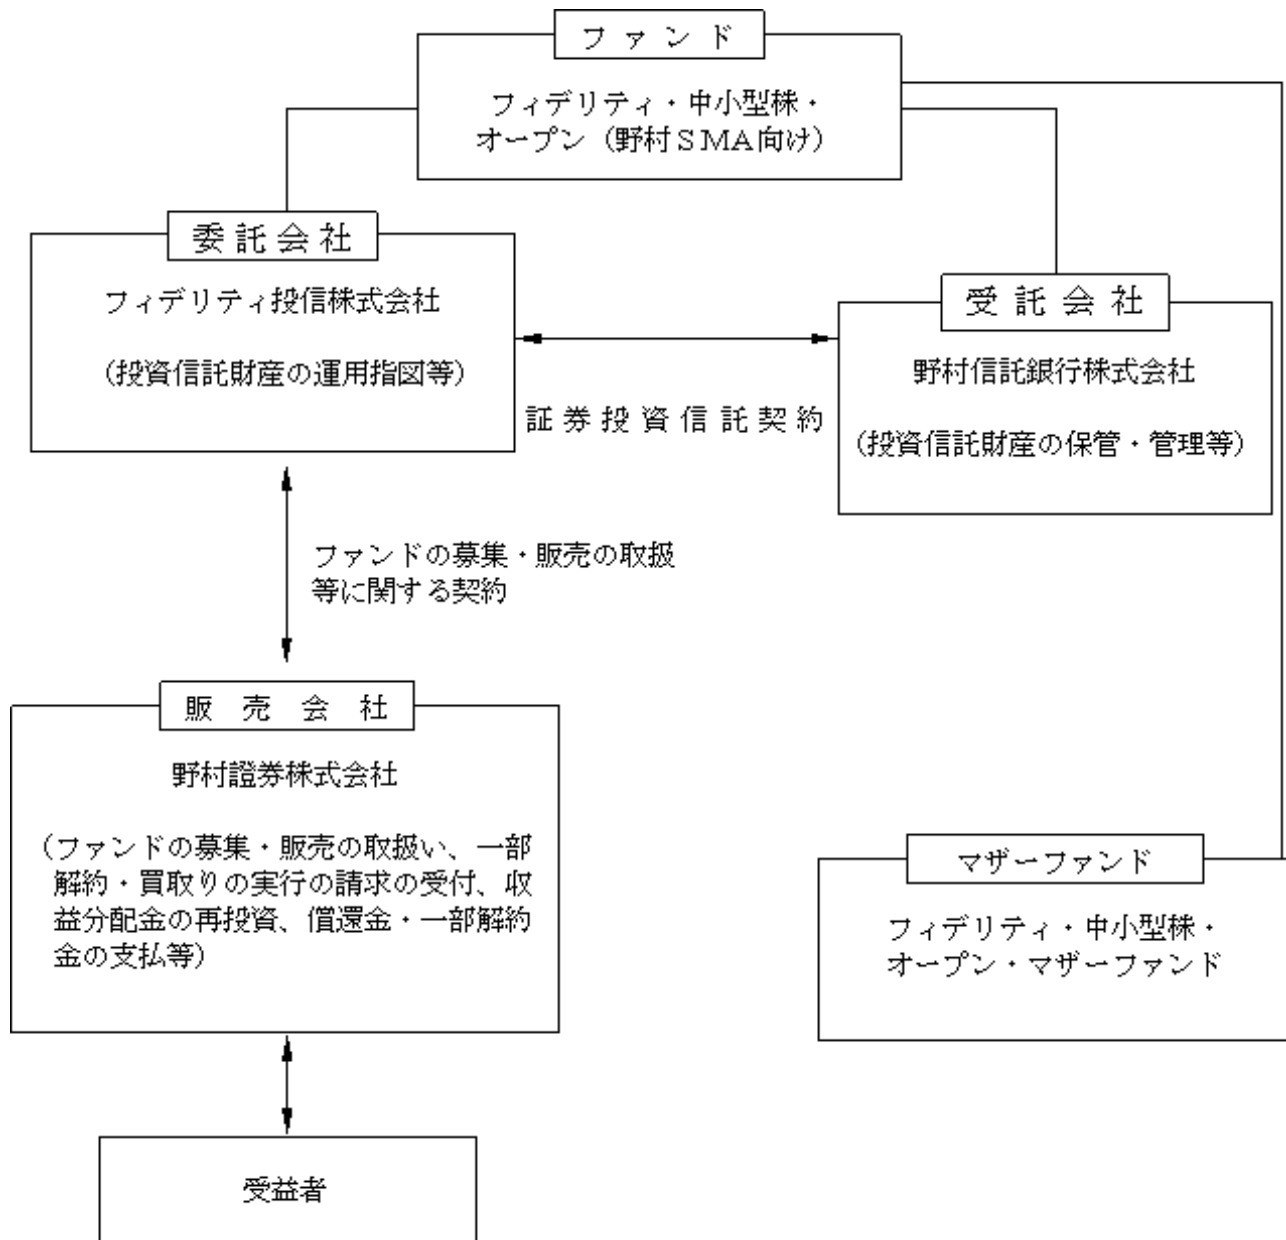 ファンド
フィデリティ・中小型株・
オープン（野村ＳＭＡ向け）
委託会社
フィデリティ投信株式会社
（投資信託財産の運用指図等）
受託会社
野村信託銀行株式会社
（投資信託財産の保管・管理等）
証券投資信託契約
ファンドの募集・販売の取扱
等に関する契約
販売会社
野村證券株式会社
（ファンドの募集・販売の取扱い、一部
解約・買取りの実行の請求の受付、収
益分配金の再投資、償還金・一部解約
金の支払等）
マザーファンド
フィデリティ・中小型株・
オープン・マザーファンド
受益者